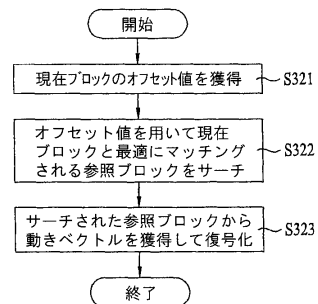 開始
現在ブロックのオフセット値を獲得
S321
オフセット値を用いて現在
ブロックと最適にマッチング
される参照ブロックをサーチ
S322
サーチされた参照ブロックから
動きベクトルを獲得して復号化
S323
終了